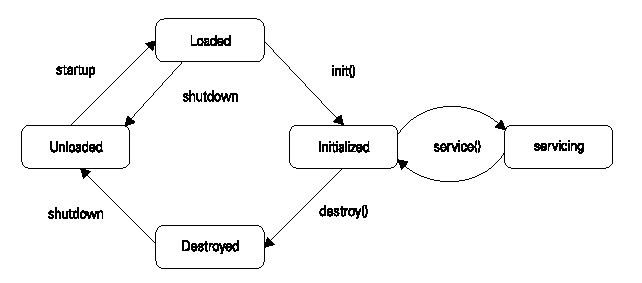 Loaded
startup
init()
shutdown
Unloaded
Initialized
service()
servicing
shutdown
destroy()
Destroyed